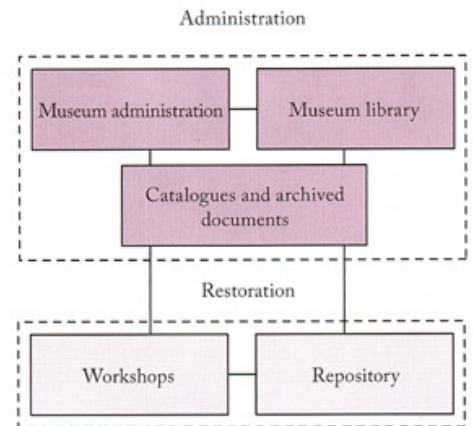 Administration
Museum administration
Museum library
Catalogues and archived
documents
Restoration
Workshops
Repository